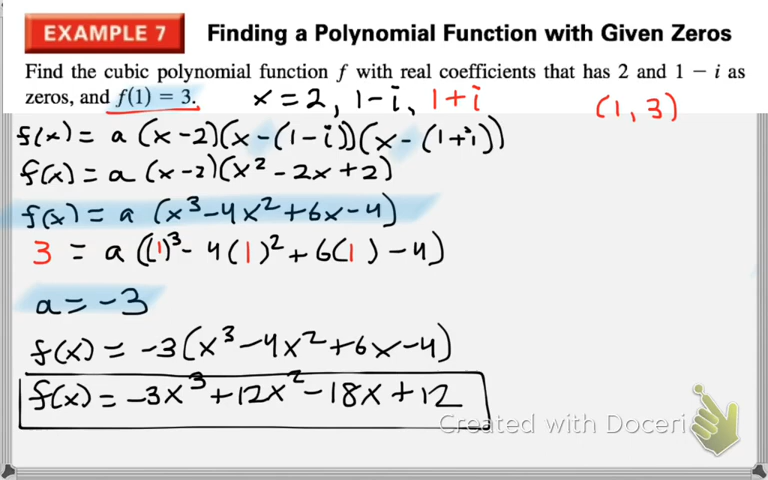 EXAMPLE 7 Finding a Polynomial Function with Given Zeros
Find the cubic polynomial function f with real coefficients that has 2 and 1 − i as
zeros, and f(1) = 3. x = 2, 1-i, 1+i (1, 3)
f(x) = a (x-2)(x-(1-i))(x-(1+i))
f(x) = a (x-2)(x² - 2x + 2)
f(x) = a (x³-4x²+6x-4)
3 = a ((1)³- 4(1)² + 6(1) - 4)
a = -3
f(x) = -3(x³-4x²+6x-4)
f(x) = -3x³+12x²-18x+12
Created with Doceri